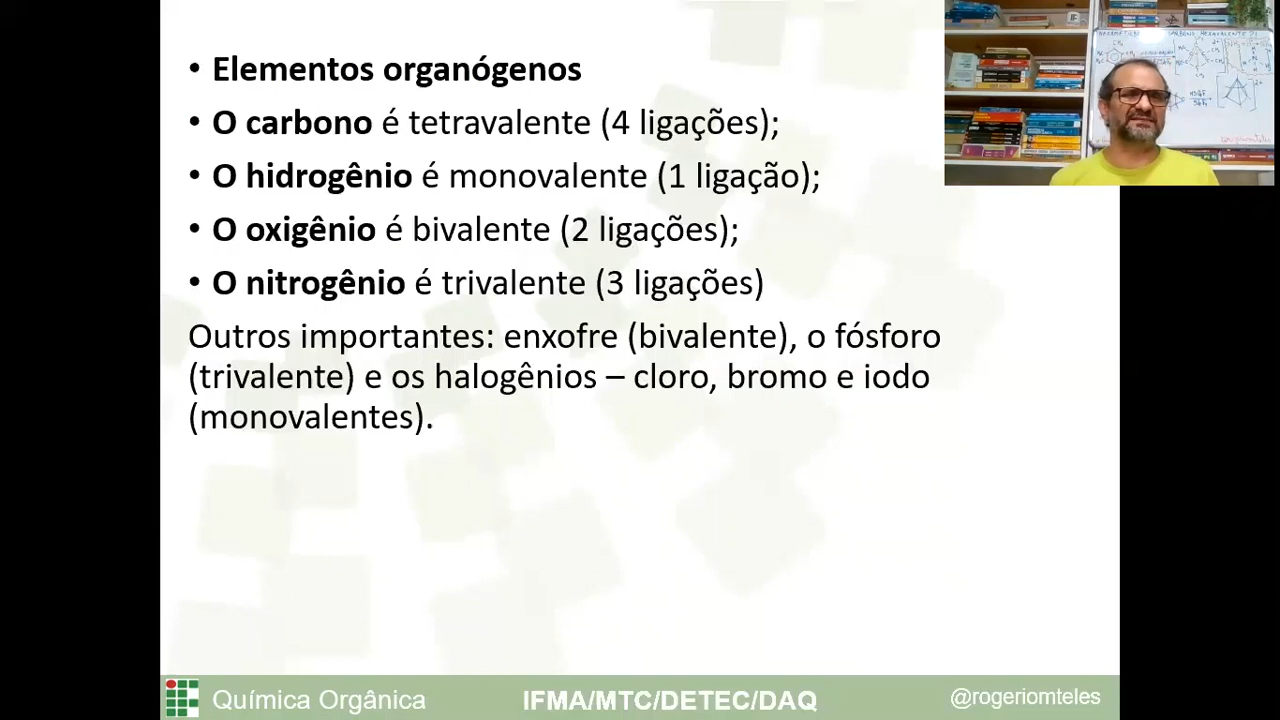 • Elementos organógenos
• O carbono é tetravalente (4 ligações);
• O hidrogênio é monovalente (1 ligação);
• O oxigênio é bivalente (2 ligações);
• O nitrogênio é trivalente (3 ligações)
Outros importantes: enxofre (bivalente), o fósforo
(trivalente) e os halogênios – cloro, bromo e iodo
(monovalentes).
Química Orgânica
IFMA/MTC/DETEC/DAQ
@rogeriomteles